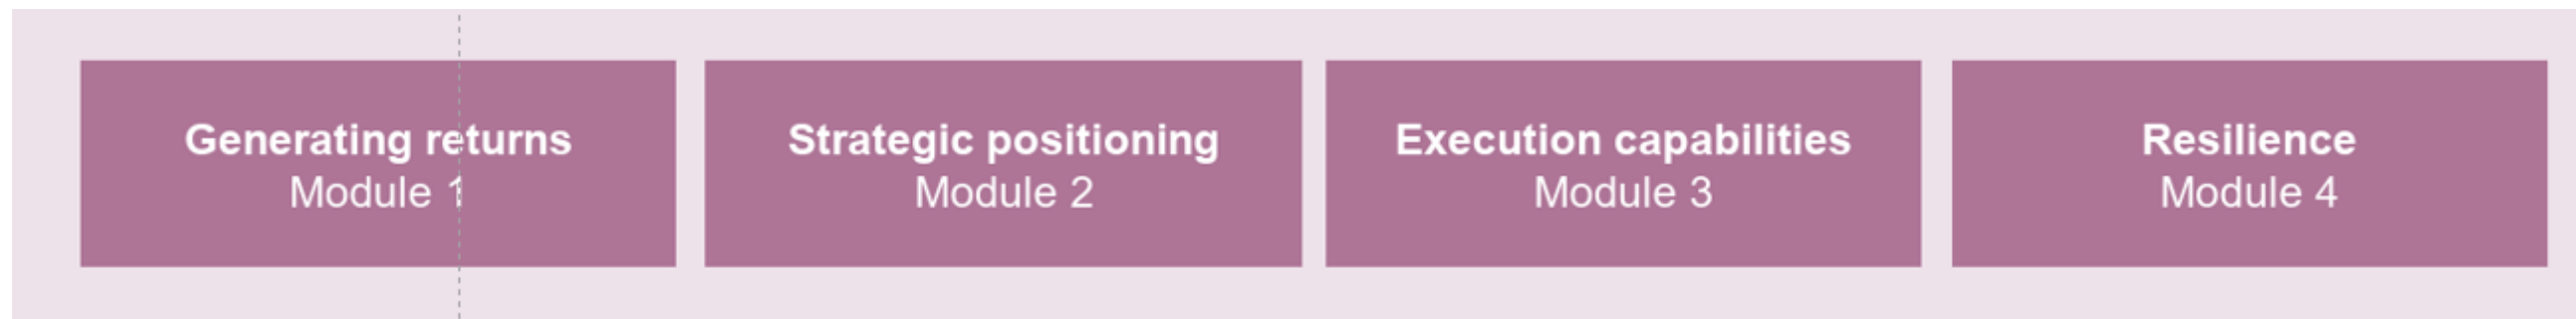 Generating returns
Module 1
Strategic positioning
Module 2
Execution capabilities
Module 3
Resilience
Module 4